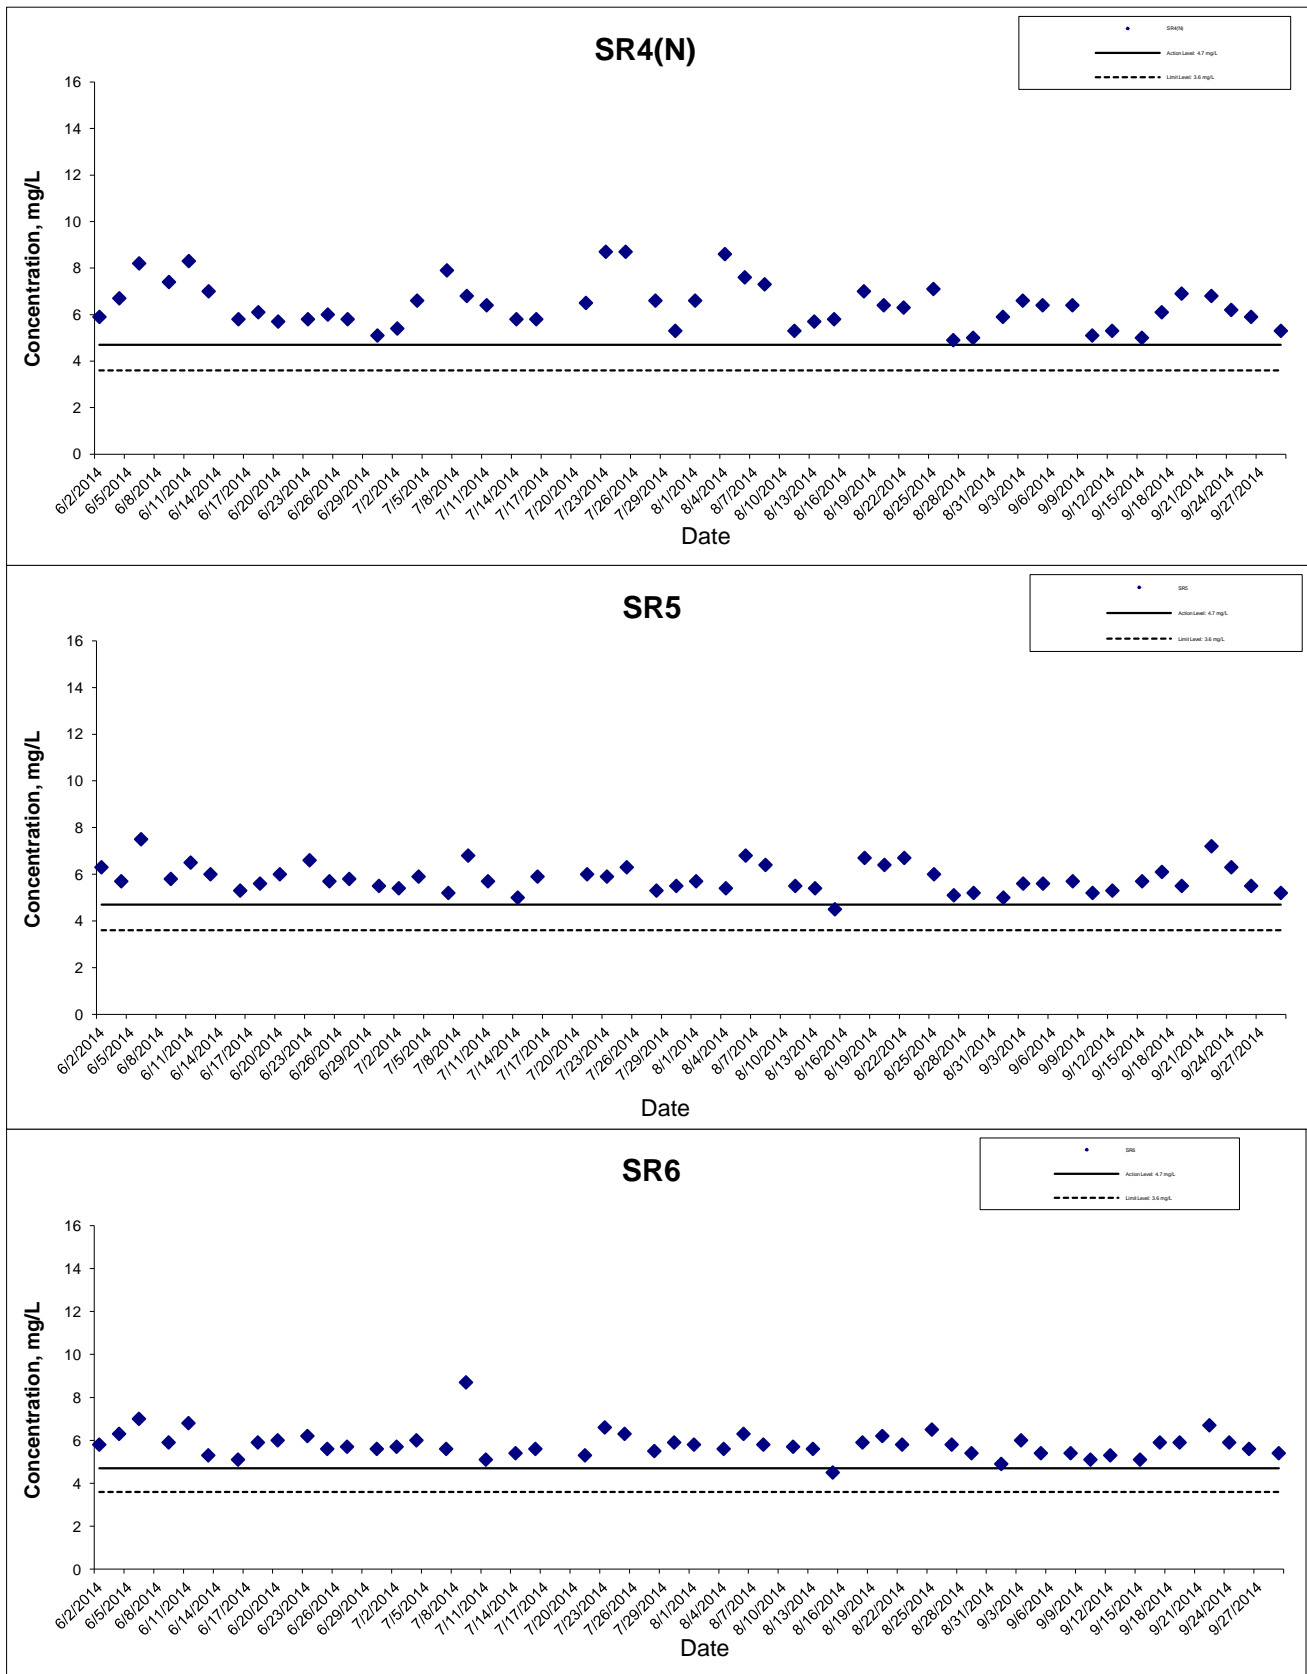 SR4(N)
SR4(N)
Action Level: 4.7 mg/L
Limit Level: 3.6 mg/L
Concentration, mg/L
16
14
12
10
8
6
4
2
0
6/2/2014 6/5/2014 6/8/2014 6/11/2014 6/14/2014 6/17/2014 6/20/2014 6/23/2014 6/26/2014 6/29/2014 7/2/2014 7/5/2014 7/8/2014 7/11/2014 7/14/2014 7/17/2014 7/20/2014 7/23/2014 7/26/2014 7/29/2014 8/1/2014 8/4/2014 8/7/2014 8/10/2014 8/13/2014 8/16/2014 8/19/2014 8/22/2014 8/25/2014 8/28/2014 8/31/2014 9/3/2014 9/6/2014 9/9/2014 9/12/2014 9/15/2014 9/18/2014 9/21/2014 9/24/2014 9/27/2014
Date
SR5
SR5
Action Level: 4.7 mg/L
Limit Level: 3.6 mg/L
Concentration, mg/L
16
14
12
10
8
6
4
2
0
6/2/2014 6/5/2014 6/8/2014 6/11/2014 6/14/2014 6/17/2014 6/20/2014 6/23/2014 6/26/2014 6/29/2014 7/2/2014 7/5/2014 7/8/2014 7/11/2014 7/14/2014 7/17/2014 7/20/2014 7/23/2014 7/26/2014 7/29/2014 8/1/2014 8/4/2014 8/7/2014 8/10/2014 8/13/2014 8/16/2014 8/19/2014 8/22/2014 8/25/2014 8/28/2014 8/31/2014 9/3/2014 9/6/2014 9/9/2014 9/12/2014 9/15/2014 9/18/2014 9/21/2014 9/24/2014 9/27/2014
Date
SR6
SR6
Action Level: 4.7 mg/L
Limit Level: 3.6 mg/L
Concentration, mg/L
16
14
12
10
8
6
4
2
0
6/2/2014 6/5/2014 6/8/2014 6/11/2014 6/14/2014 6/17/2014 6/20/2014 6/23/2014 6/26/2014 6/29/2014 7/2/2014 7/5/2014 7/8/2014 7/11/2014 7/14/2014 7/17/2014 7/20/2014 7/23/2014 7/26/2014 7/29/2014 8/1/2014 8/4/2014 8/7/2014 8/10/2014 8/13/2014 8/16/2014 8/19/2014 8/22/2014 8/25/2014 8/28/2014 8/31/2014 9/3/2014 9/6/2014 9/9/2014 9/12/2014 9/15/2014 9/18/2014 9/21/2014 9/24/2014 9/27/2014
Date